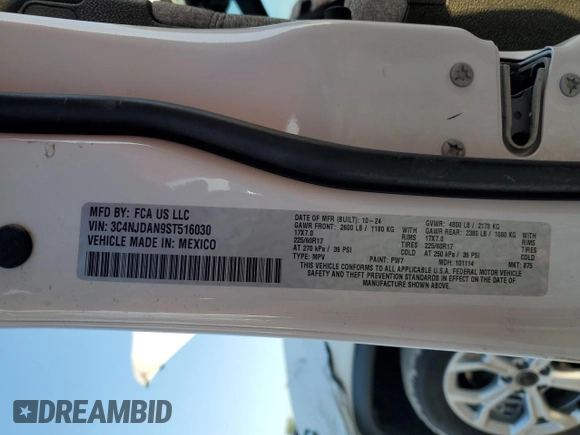 MFD BY: FCA US LLC
VIN: 3C4NJDAN9ST516030
VEHICLE MADE IN: MEXICO
DATE OF MFR (BUILT): 10-24
GVWR: 4800 LB / 2178 KG
GAWR FRONT: 2600 LB / 1180 KG WITH
GAWR REAR: 2380 LB / 1080 KG WITH
17X7.0 RIMS
17X7.0 RIMS
225/60R17
225/60R17
AT 270 kPa / 39 PSI COLD
AT 250 kPa / 36 PSI COLD
TYPE: MPV PAINT: PW7 MDH: 101114 MKT: 875
THIS VEHICLE CONFORMS TO ALL APPLICABLE U.S.A. FEDERAL MOTOR VEHICLE
SAFETY AND THEFT PREVENTION STANDARDS IN EFFECT ON THE DATE OF
MANUFACTURE SHOWN ABOVE.
DREAMBID